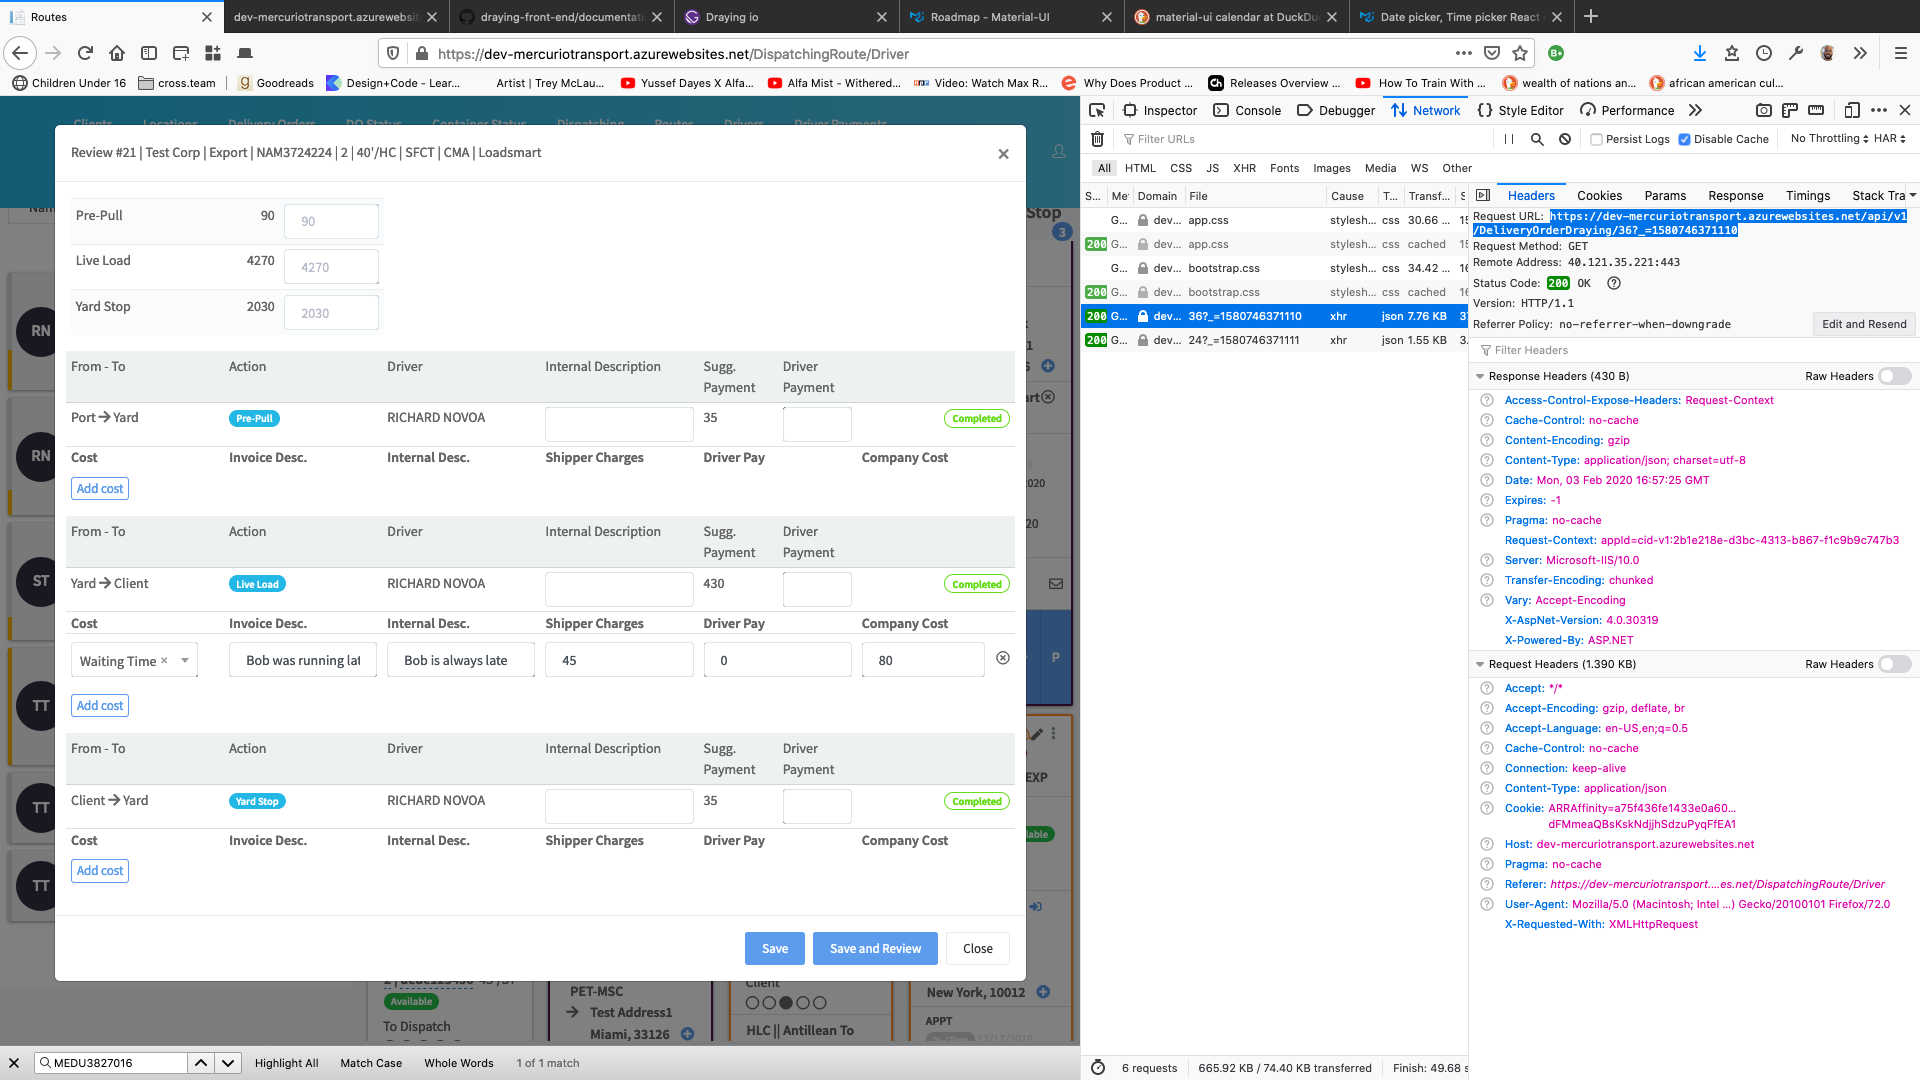 Routes
dev-mercuriotransport.azurewebsit
draying-front-end/documentati
Draying io
Roadmap - Material-UI
material-ui calendar at DuckDu
Date picker, Time picker React
https://dev-mercuriotransport.azurewebsites.net/DispatchingRoute/Driver
Children Under 16
cross.team
Goodreads
Design+Code - Lear...
Artist | Trey McLau...
Yussef Dayes X Alfa...
Alfa Mist - Withered...
Video: Watch Max R...
Why Does Product ...
Releases Overview ...
How To Train With ...
wealth of nations an...
african american cul...
Clients Locations Delivery Orders DO Status Container Status Dispatching Routes Drivers Driver Payments
Review #21 | Test Corp | Export | NAM3724224 | 2 | 40'/HC | SFCT | CMA | Loadsmart
Pre-Pull 90 90
Live Load 4270 4270
Yard Stop 2030 2030
From - To Action Driver Internal Description Sugg. Payment Driver Payment
Port → Yard Pre-Pull RICHARD NOVOA 35 Completed
Cost Invoice Desc. Internal Desc. Shipper Charges Driver Pay Company Cost
Add cost
From - To Action Driver Internal Description Sugg. Payment Driver Payment
Yard → Client Live Load RICHARD NOVOA 430 Completed
Cost Invoice Desc. Internal Desc. Shipper Charges Driver Pay Company Cost
Waiting Time × Bob was running lat Bob is always late 45 0 80
Add cost
From - To Action Driver Internal Description Sugg. Payment Driver Payment
Client → Yard Yard Stop RICHARD NOVOA 35 Completed
Cost Invoice Desc. Internal Desc. Shipper Charges Driver Pay Company Cost
Add cost
Save Save and Review Close
RN
RN
ST
TT
TT
TT
Stop
3
P
EXP
Available
To Dispatch
PET-MSC
→ Test Address1
Miami, 33126
Client
HLC || Antillean To
New York, 10012
APPT
12/17/2019
MEDU3827016 Highlight All Match Case Whole Words 1 of 1 match
Inspector Console Debugger Network Style Editor Performance
Filter URLs Persist Logs Disable Cache No Throttling HAR
All HTML CSS JS XHR Fonts Images Media WS Other
S... Me Domain File Cause T... Transf... S
G... dev... app.css stylesh... css 30.66 ... 15
200 G... dev... app.css stylesh... css cached 15
G... dev... bootstrap.css stylesh... css 34.42 ... 16
200 G... dev... bootstrap.css stylesh... css cached 16
200 G... dev... 36?_=1580746371110 xhr json 7.76 KB 37
200 G... dev... 24?_=1580746371111 xhr json 1.55 KB 3.
6 requests 665.92 KB / 74.40 KB transferred Finish: 49.68 s
Headers Cookies Params Response Timings Stack Tra
Request URL: https://dev-mercuriotransport.azurewebsites.net/api/v1
/DeliveryOrderDraying/36?_=1580746371110
Request Method: GET
Remote Address: 40.121.35.221:443
Status Code: 200 OK
Version: HTTP/1.1
Referrer Policy: no-referrer-when-downgrade Edit and Resend
Filter Headers
Response Headers (430 B) Raw Headers
Access-Control-Expose-Headers: Request-Context
Cache-Control: no-cache
Content-Encoding: gzip
Content-Type: application/json; charset=utf-8
Date: Mon, 03 Feb 2020 16:57:25 GMT
Expires: -1
Pragma: no-cache
Request-Context: appId=cid-v1:2b1e218e-d3bc-4313-b867-f1c9b9c747b3
Server: Microsoft-IIS/10.0
Transfer-Encoding: chunked
Vary: Accept-Encoding
X-AspNet-Version: 4.0.30319
X-Powered-By: ASP.NET
Request Headers (1.390 KB) Raw Headers
Accept: */*
Accept-Encoding: gzip, deflate, br
Accept-Language: en-US,en;q=0.5
Cache-Control: no-cache
Connection: keep-alive
Content-Type: application/json
Cookie: ARRAffinity=a75f436fe1433e0a60...
dFMmeaQBsKskNdjjhSdzuPyqFfEA1
Host: dev-mercuriotransport.azurewebsites.net
Pragma: no-cache
Referer: https://dev-mercuriotransport....es.net/DispatchingRoute/Driver
User-Agent: Mozilla/5.0 (Macintosh; Intel ...) Gecko/20100101 Firefox/72.0
X-Requested-With: XMLHttpRequest